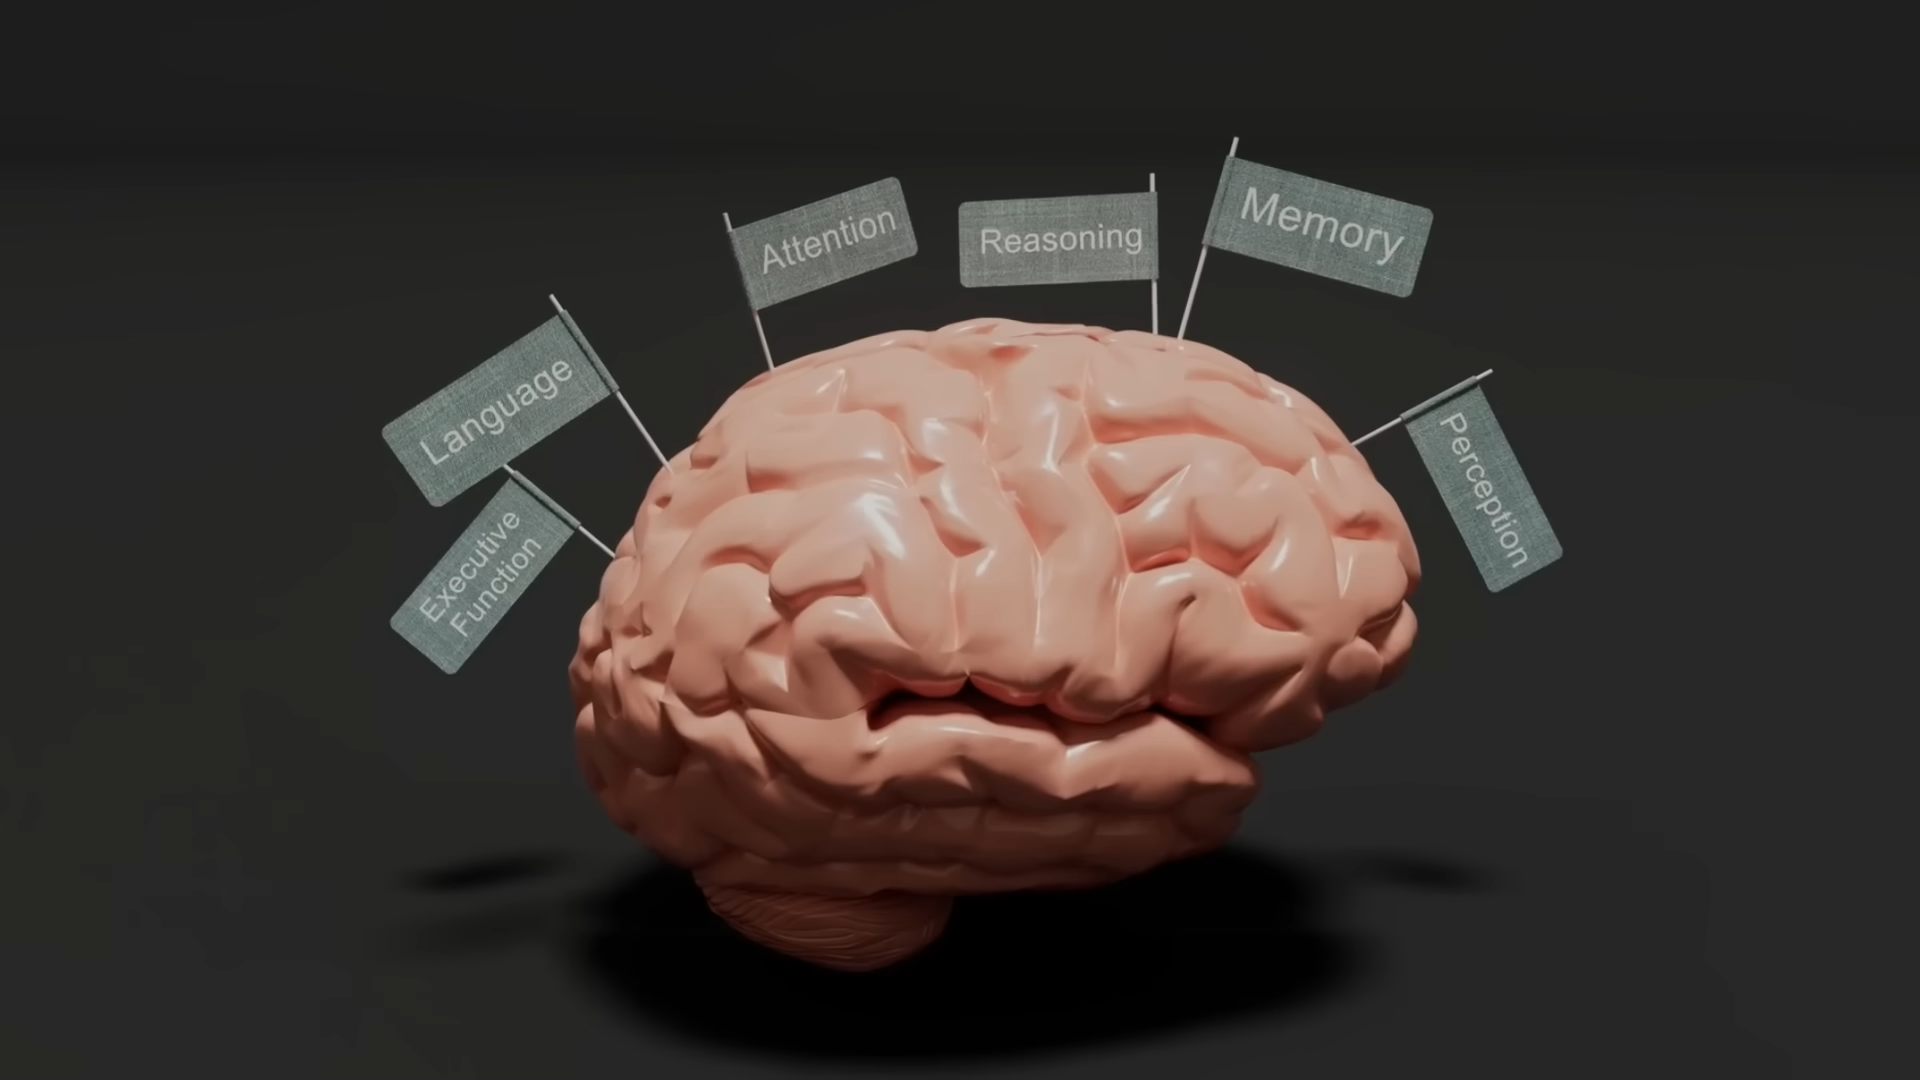 Attention
Reasoning
Memory
Language
Perception
Executive
Function